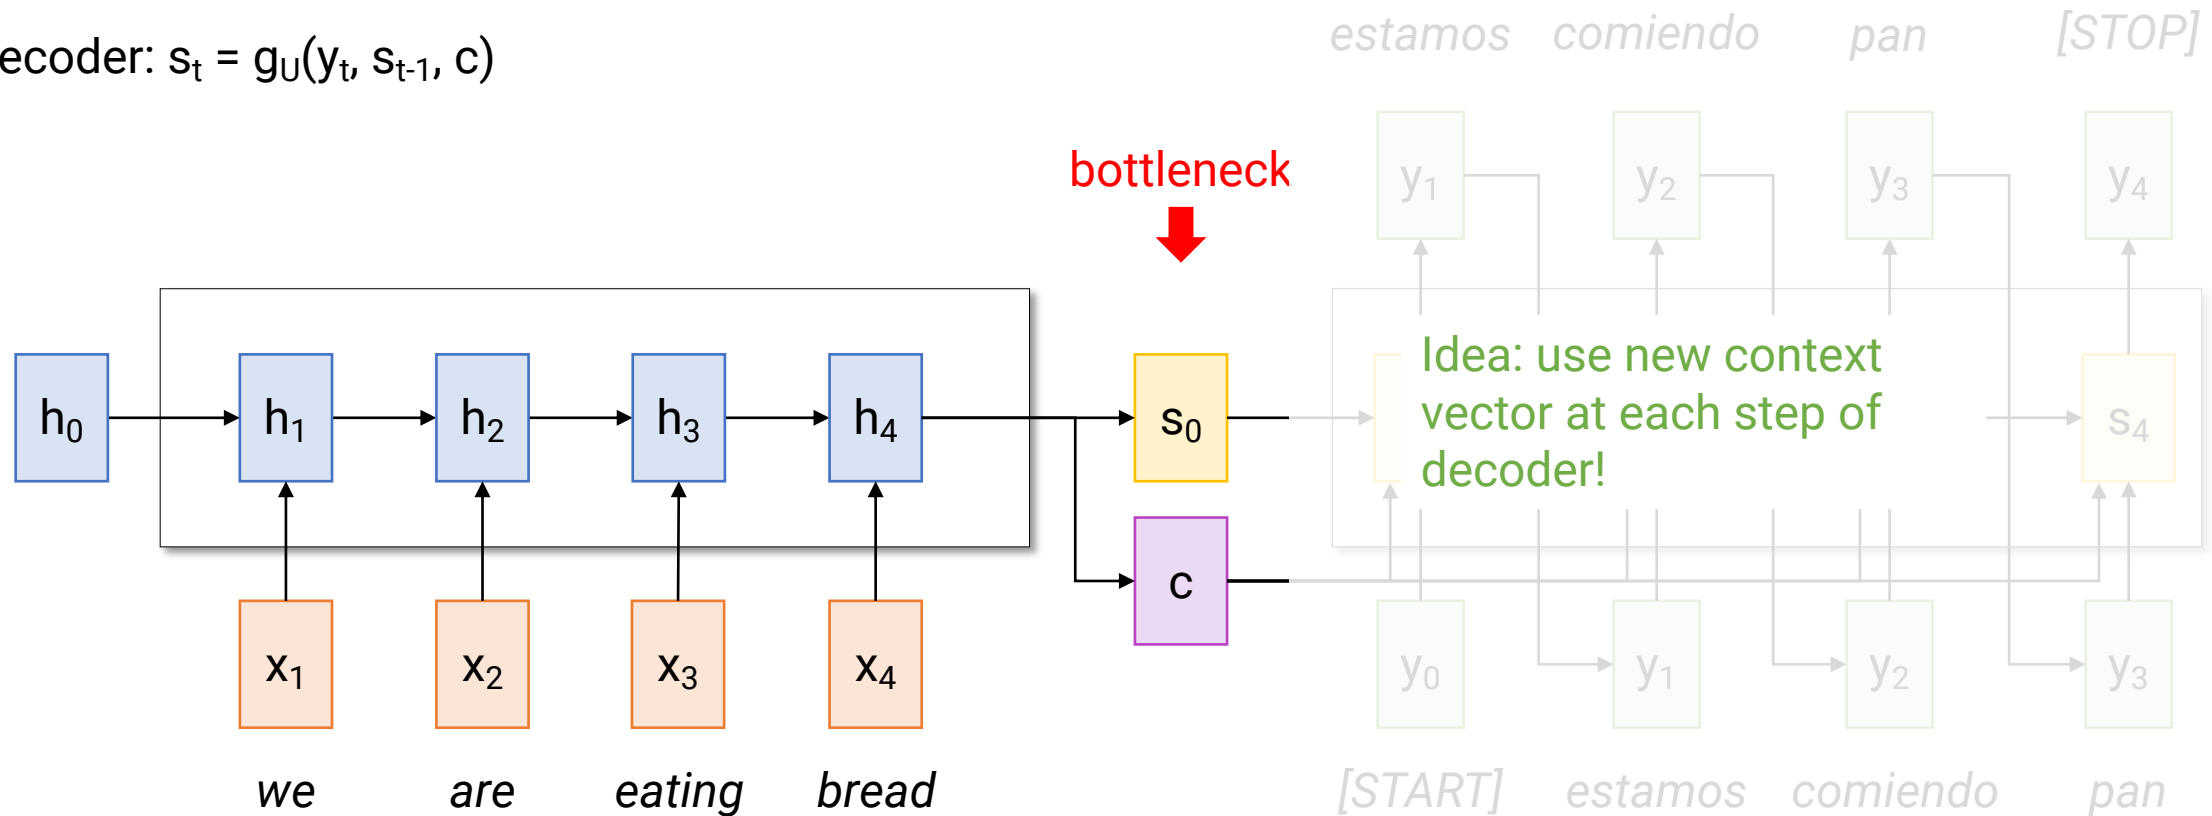 ecoder: sₜ = gᵤ(yₜ, sₜ₋₁, c)
estamos comiendo pan [STOP]
bottleneck
y₁ y₂ y₃ y₄
h₀ h₁ h₂ h₃ h₄ s₀ s₄
Idea: use new context
vector at each step of
decoder!
c
x₁ x₂ x₃ x₄ y₀ y₁ y₂ y₃
we are eating bread [START] estamos comiendo pan